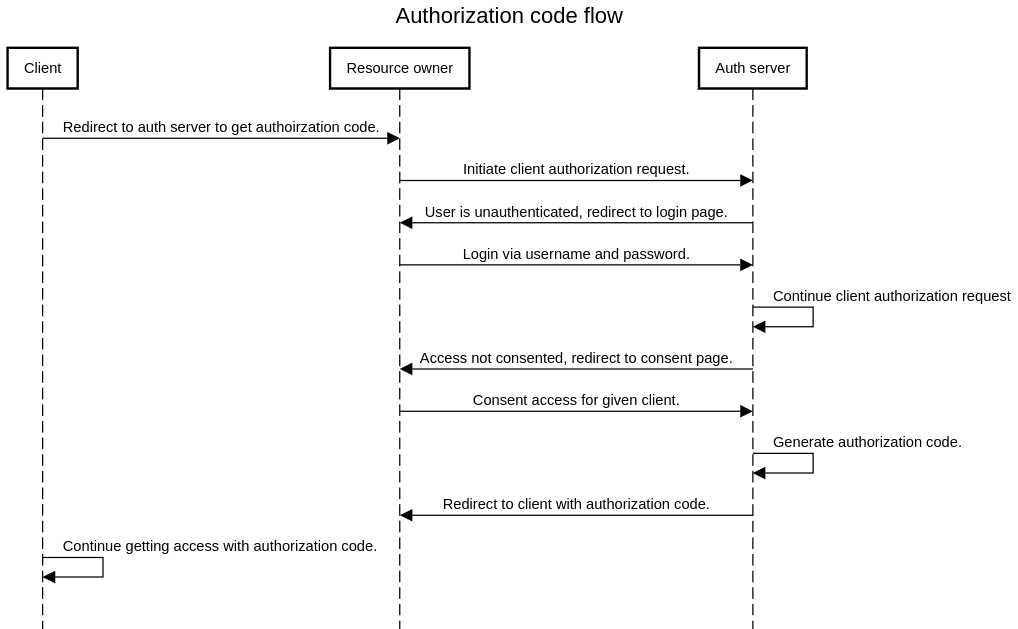 Authorization code flow
Client
Resource owner
Auth server
Redirect to auth server to get authoirzation code.
Initiate client authorization request.
User is unauthenticated, redirect to login page.
Login via username and password.
Continue client authorization request
Access not consented, redirect to consent page.
Consent access for given client.
Generate authorization code.
Redirect to client with authorization code.
Continue getting access with authorization code.